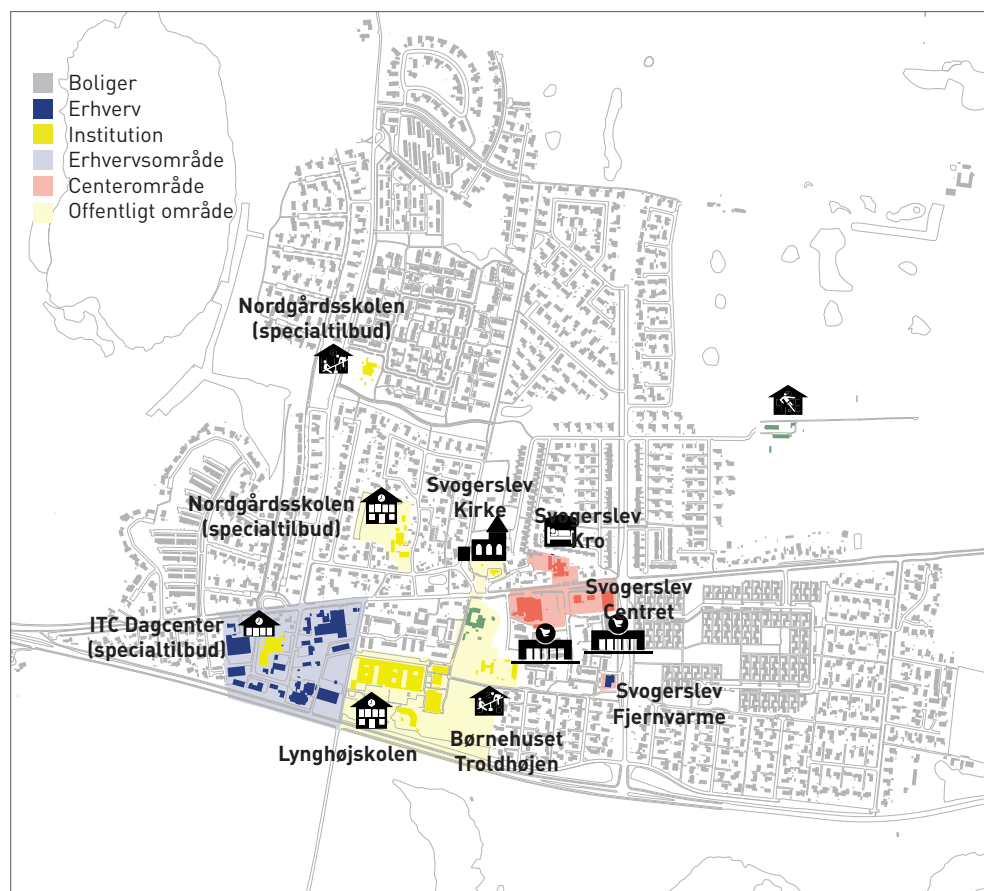 Boliger
Erhverv
Institution
Erhvervsområde
Centerområde
Offentligt område
Nordgårdsskolen
(specialtilbud)
Nordgårdsskolen
(specialtilbud)
Svogerslev
Kirke
Svogerslev
Kro
Svogerslev
Centret
ITC Dagcenter
(specialtilbud)
Svogerslev
Fjernvarme
Lynghøjskolen
Børnehuset
Troldhøjen